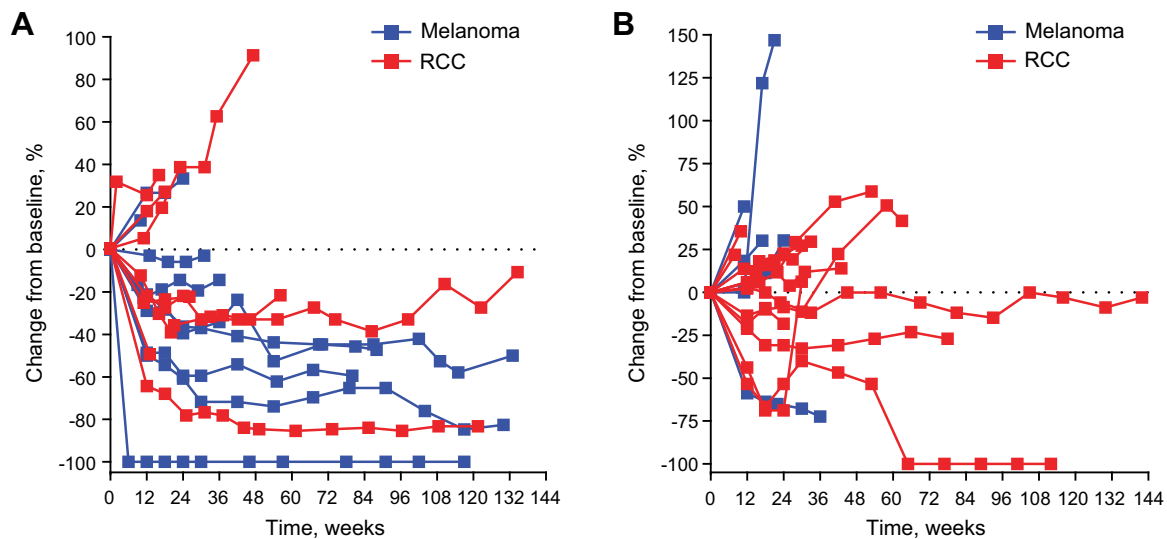 A
Melanoma
RCC
Change from baseline, %
100
80
60
40
20
0
-20
-40
-60
-80
-100
0 12 24 36 48 60 72 84 96 108 120 132 144
Time, weeks
B
Melanoma
RCC
Change from baseline, %
150
125
100
75
50
25
0
-25
-50
-75
-100
0 12 24 36 48 60 72 84 96 108 120 132 144
Time, weeks